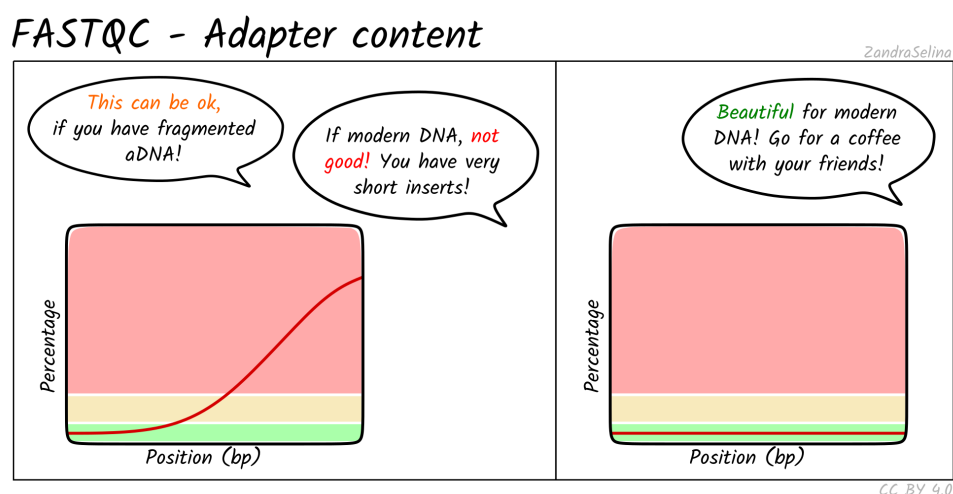 FASTQC - Adapter content
ZandraSelina
This can be ok,
if you have fragmented
aDNA!
If modern DNA, not
good! You have very
short inserts!
Percentage
Position (bp)
Beautiful for modern
DNA! Go for a coffee
with your friends!
Percentage
Position (bp)
CC BY 4.0